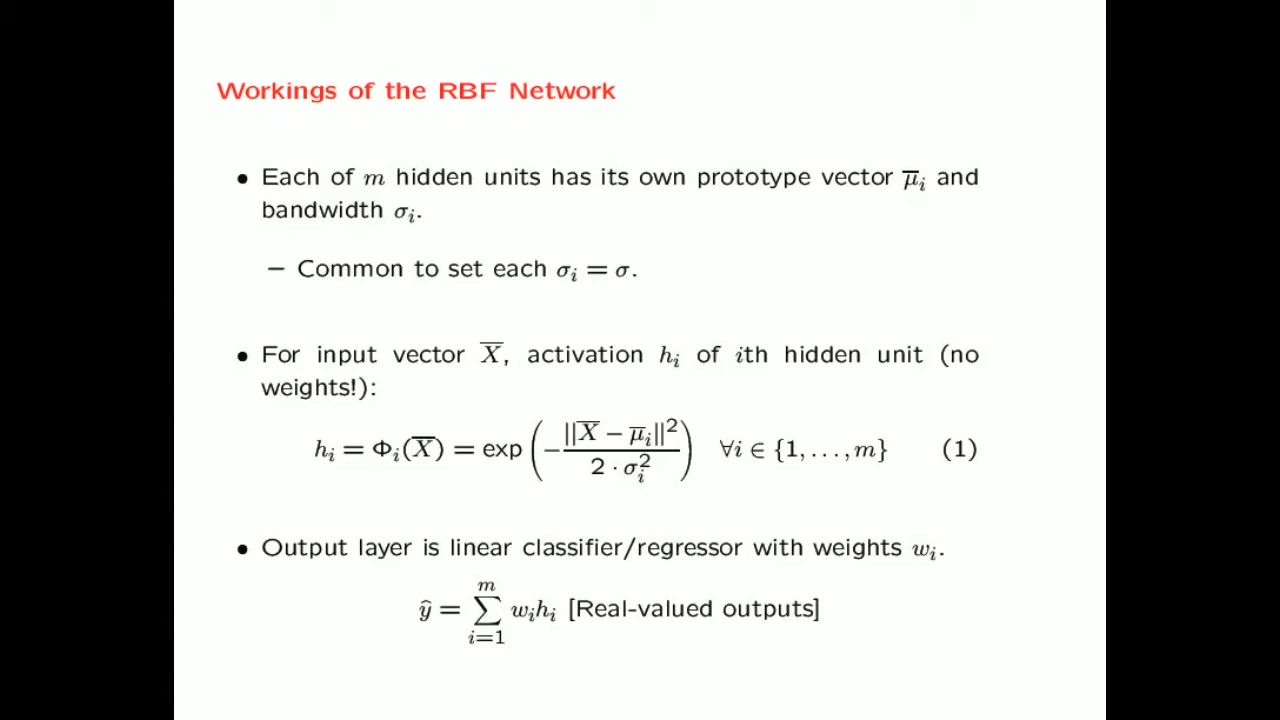 Workings of the RBF Network
• Each of m hidden units has its own prototype vector μ̅ᵢ and
bandwidth σᵢ.
– Common to set each σᵢ = σ.
• For input vector X̅, activation hᵢ of ith hidden unit (no
weights!):
hᵢ = Φᵢ(X̅) = exp(−||X̅ − μ̅ᵢ||² / 2 · σᵢ²) ∀i ∈ {1, . . . , m} (1)
• Output layer is linear classifier/regressor with weights wᵢ.
ŷ = ∑_{i=1}^{m} wᵢhᵢ [Real-valued outputs]